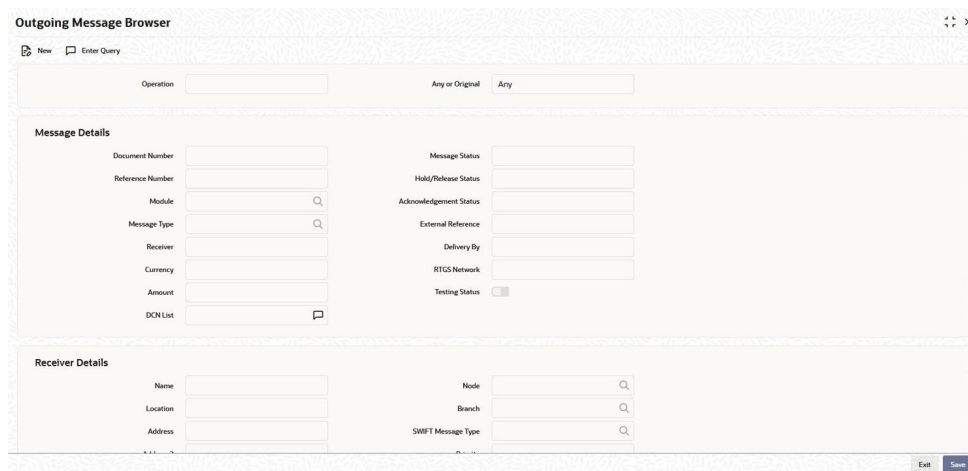 Outgoing Message Browser
New Enter Query
Operation Any or Original Any
Message Details
Document Number Message Status
Reference Number Hold/Release Status
Module Acknowledgement Status
Message Type External Reference
Receiver Delivery By
Currency RTGS Network
Amount Testing Status
DCN List
Receiver Details
Name Node
Location Branch
Address SWIFT Message Type
Exit Save